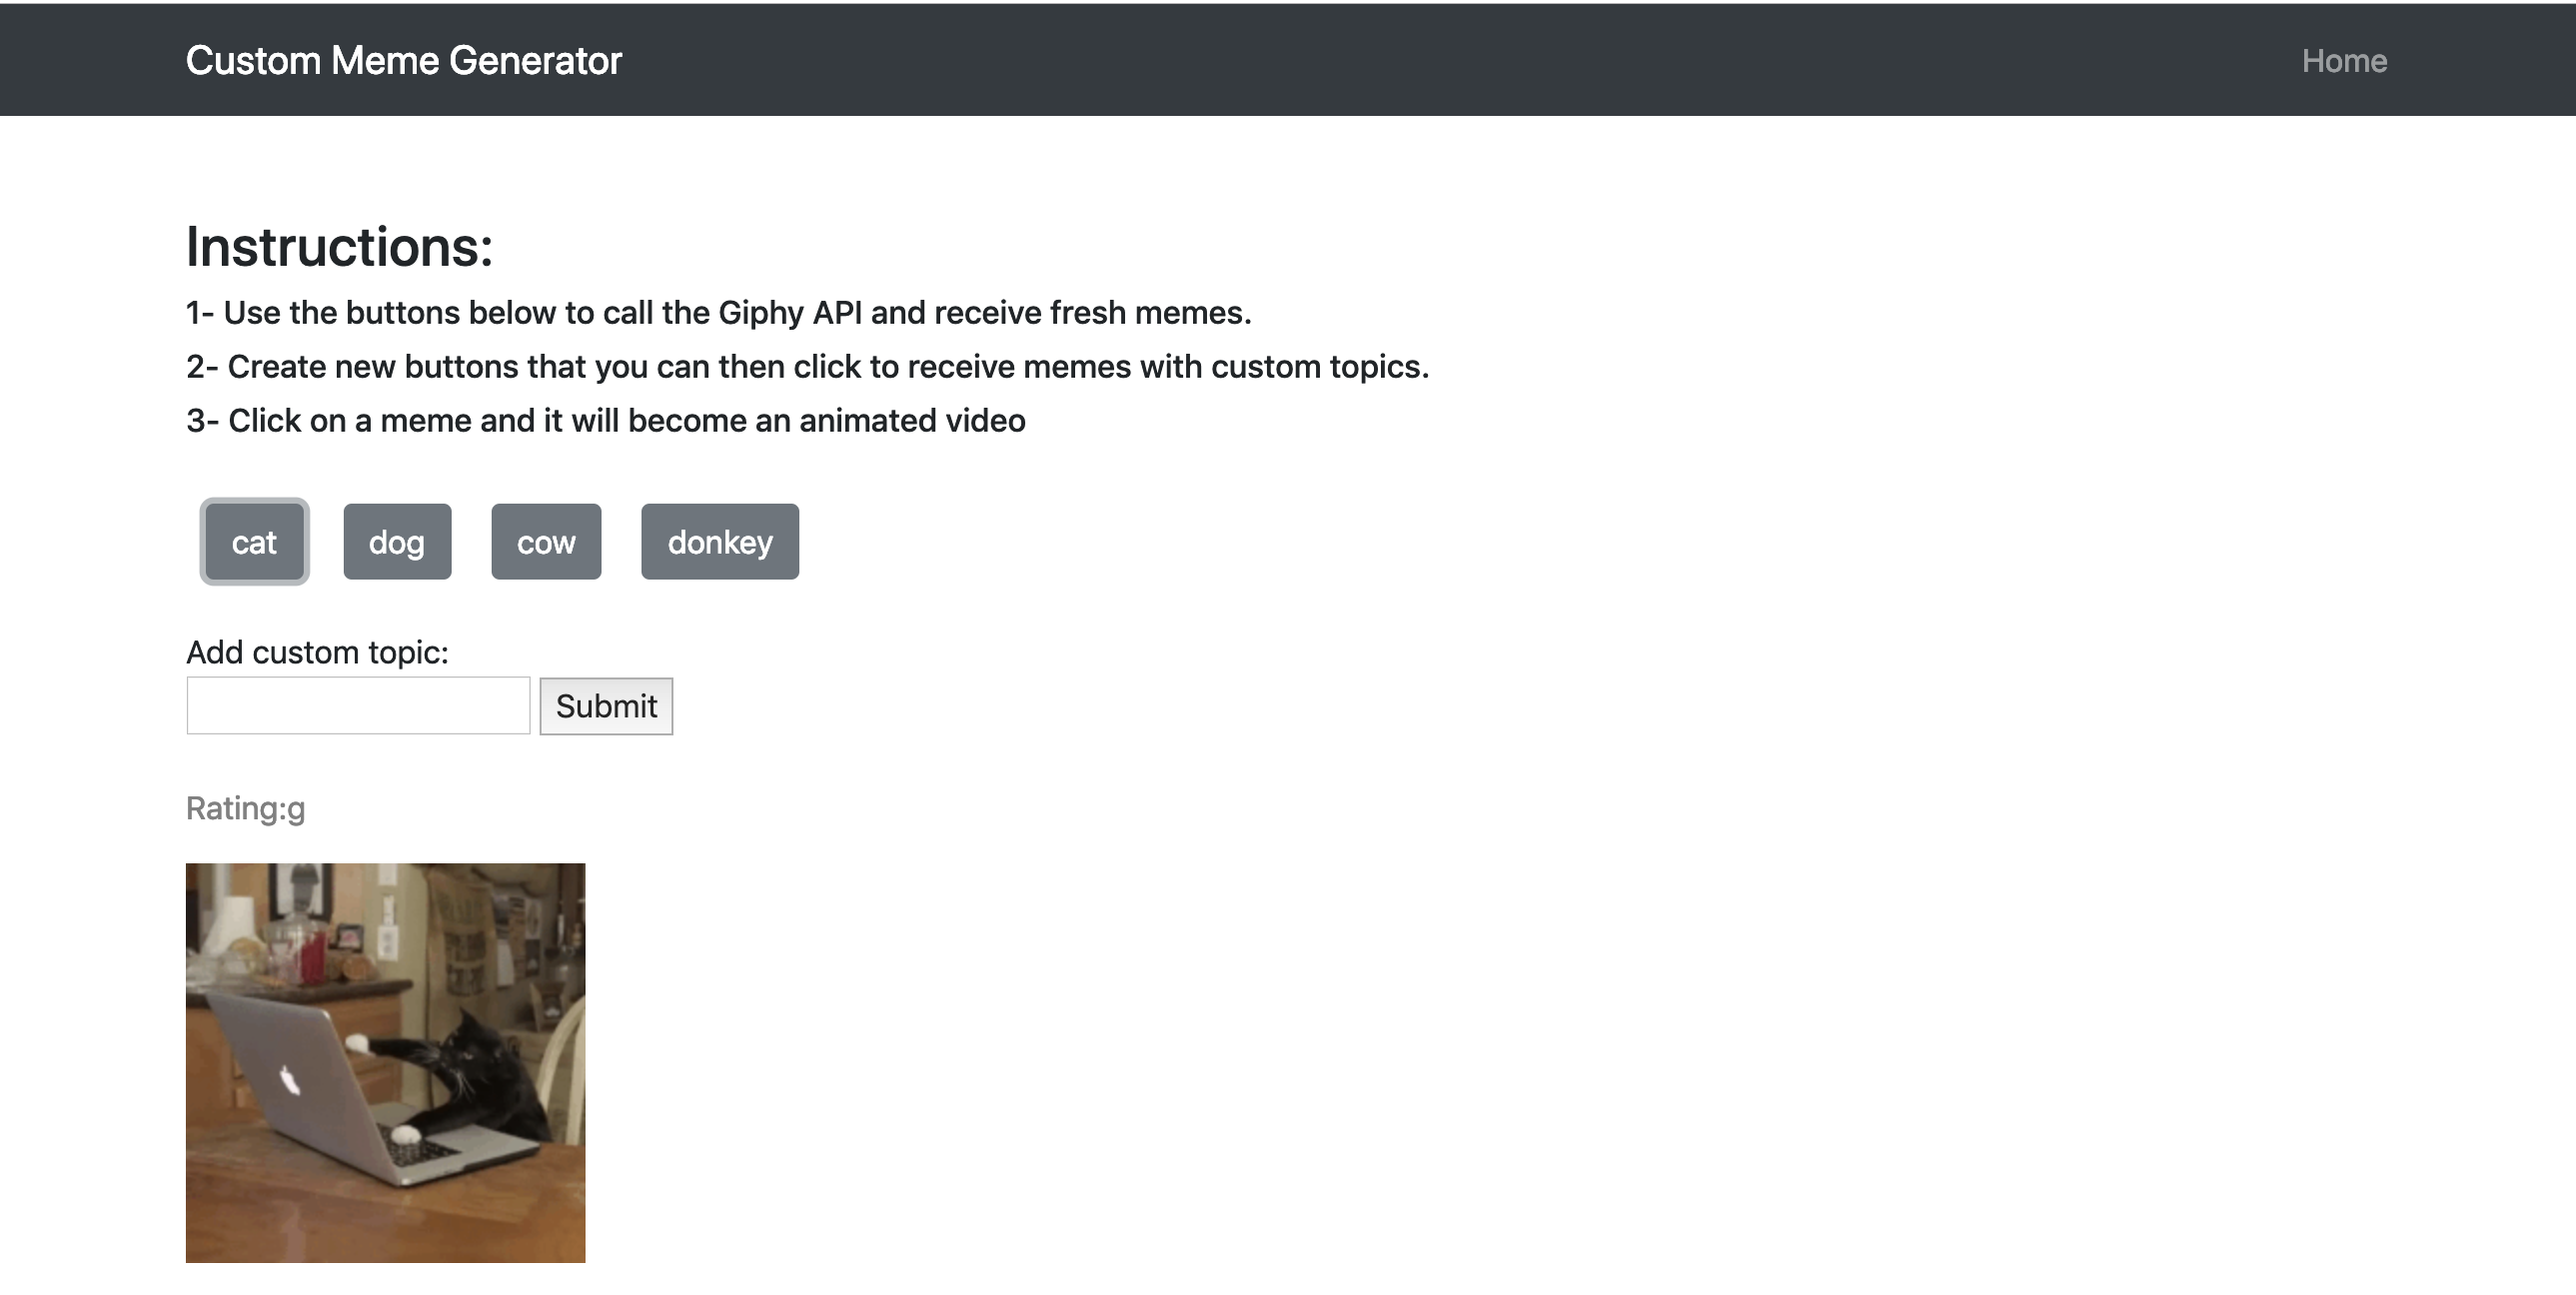 Custom Meme Generator
Home
Instructions:
1- Use the buttons below to call the Giphy API and receive fresh memes.
2- Create new buttons that you can then click to receive memes with custom topics.
3- Click on a meme and it will become an animated video
cat dog cow donkey
Add custom topic:
Submit
Rating:g